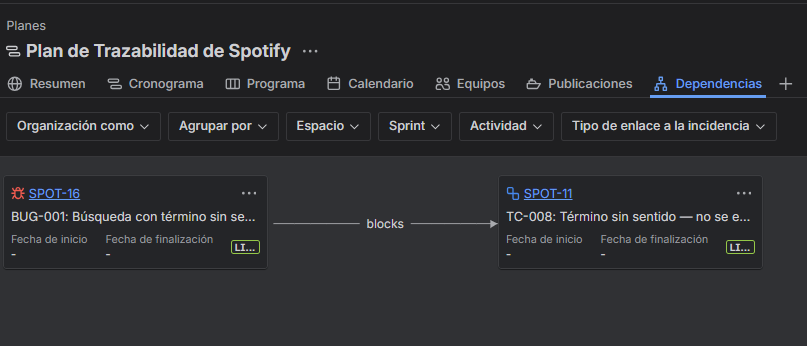 Planes
Plan de Trazabilidad de Spotify ...
Resumen Cronograma Programa Calendario Equipos Publicaciones Dependencias
Organización como Agrupar por Espacio Sprint Actividad Tipo de enlace a la incidencia
SPOT-16 ...
BUG-001: Búsqueda con término sin se...
Fecha de inicio Fecha de finalización
- - LI...
blocks
SPOT-11 ...
TC-008: Término sin sentido — no se e...
Fecha de inicio Fecha de finalización
- - LI...